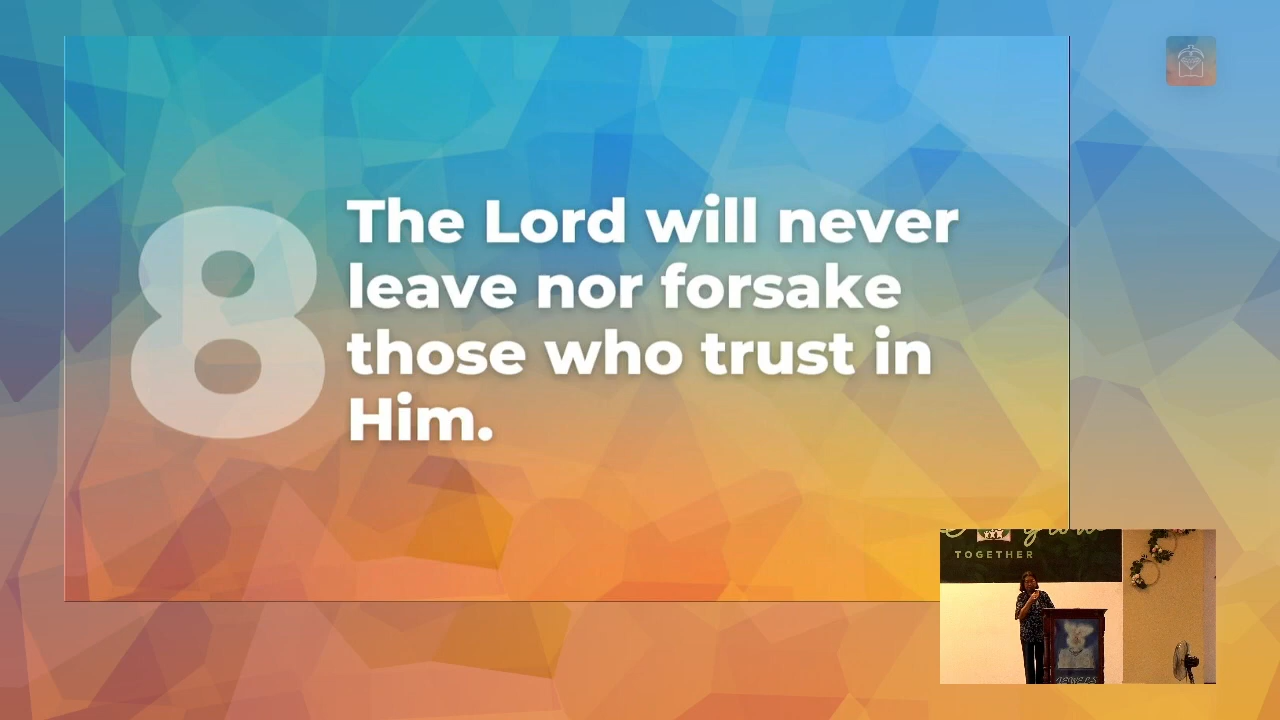 8
The Lord will never
leave nor forsake
those who trust in
Him.
TOGETHER